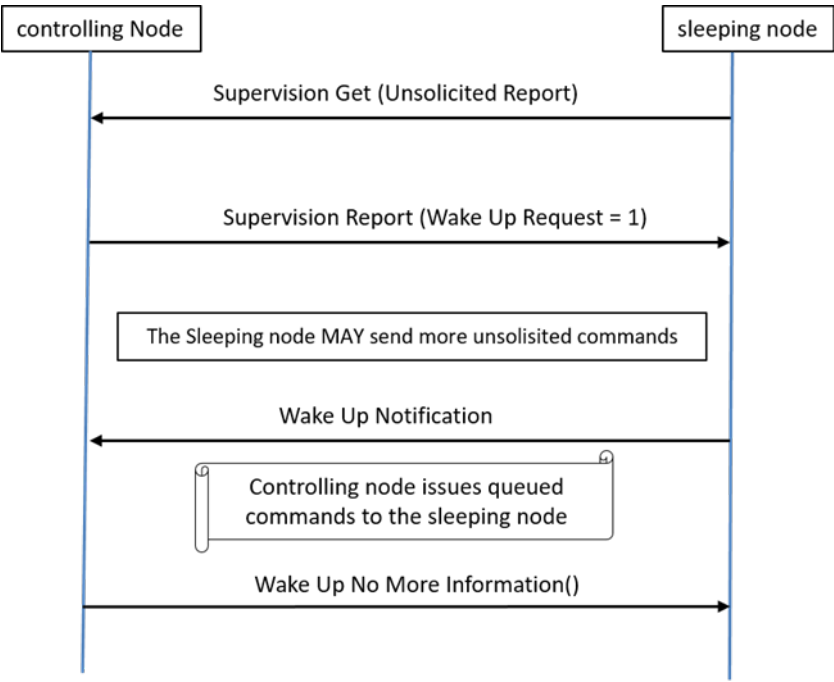 controlling Node
sleeping node
Supervision Get (Unsolicited Report)
Supervision Report (Wake Up Request = 1)
The Sleeping node MAY send more unsolisited commands
Wake Up Notification
Controlling node issues queued
commands to the sleeping node
Wake Up No More Information()